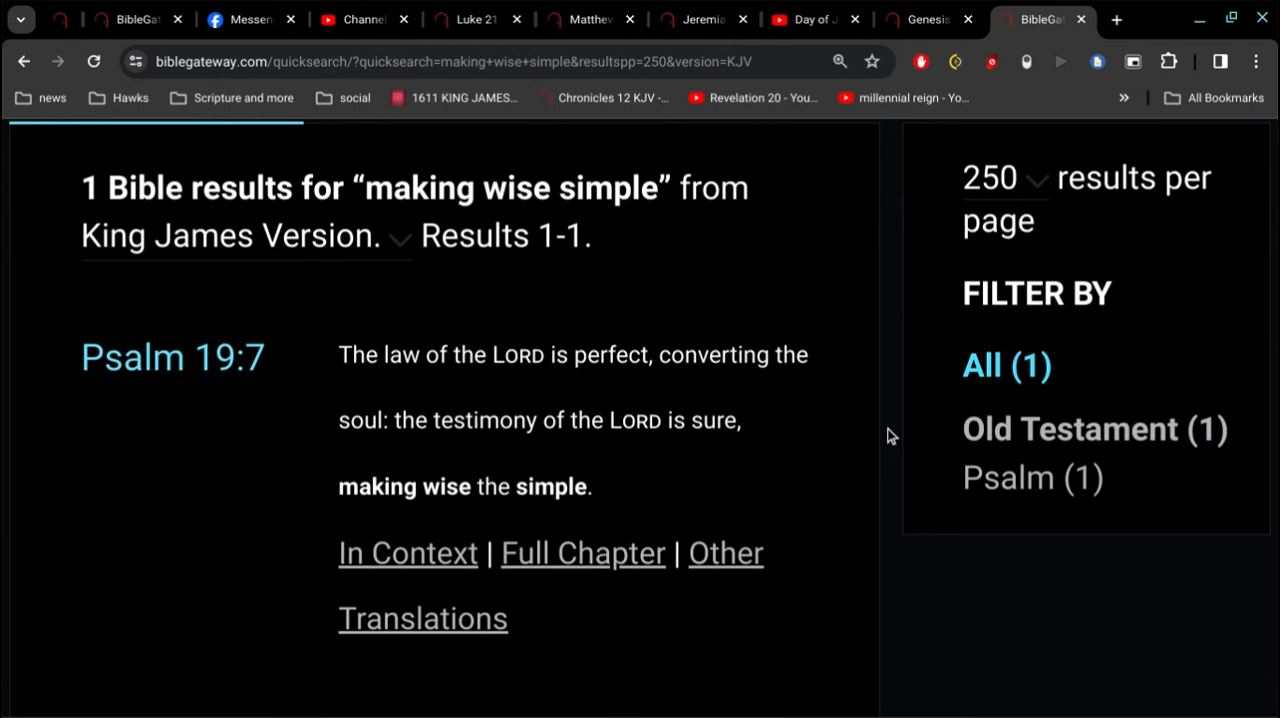 BibleGat
Messen
Channel
Luke 21
Matthew
Jeremia
Day of J
Genesis
BibleGat
biblegateway.com/quicksearch/?quicksearch=making+wise+simple&resultspp=250&version=KJV
news
Hawks
Scripture and more
social
1611 KING JAMES...
Chronicles 12 KJV -...
Revelation 20 - You...
millennial reign - Yo...
»
All Bookmarks
1 Bible results for “making wise simple” from
King James Version. Results 1-1.
Psalm 19:7
The law of the LORD is perfect, converting the
soul: the testimony of the LORD is sure,
making wise the simple.
In Context | Full Chapter | Other
Translations
250 results per
page
FILTER BY
All (1)
Old Testament (1)
Psalm (1)